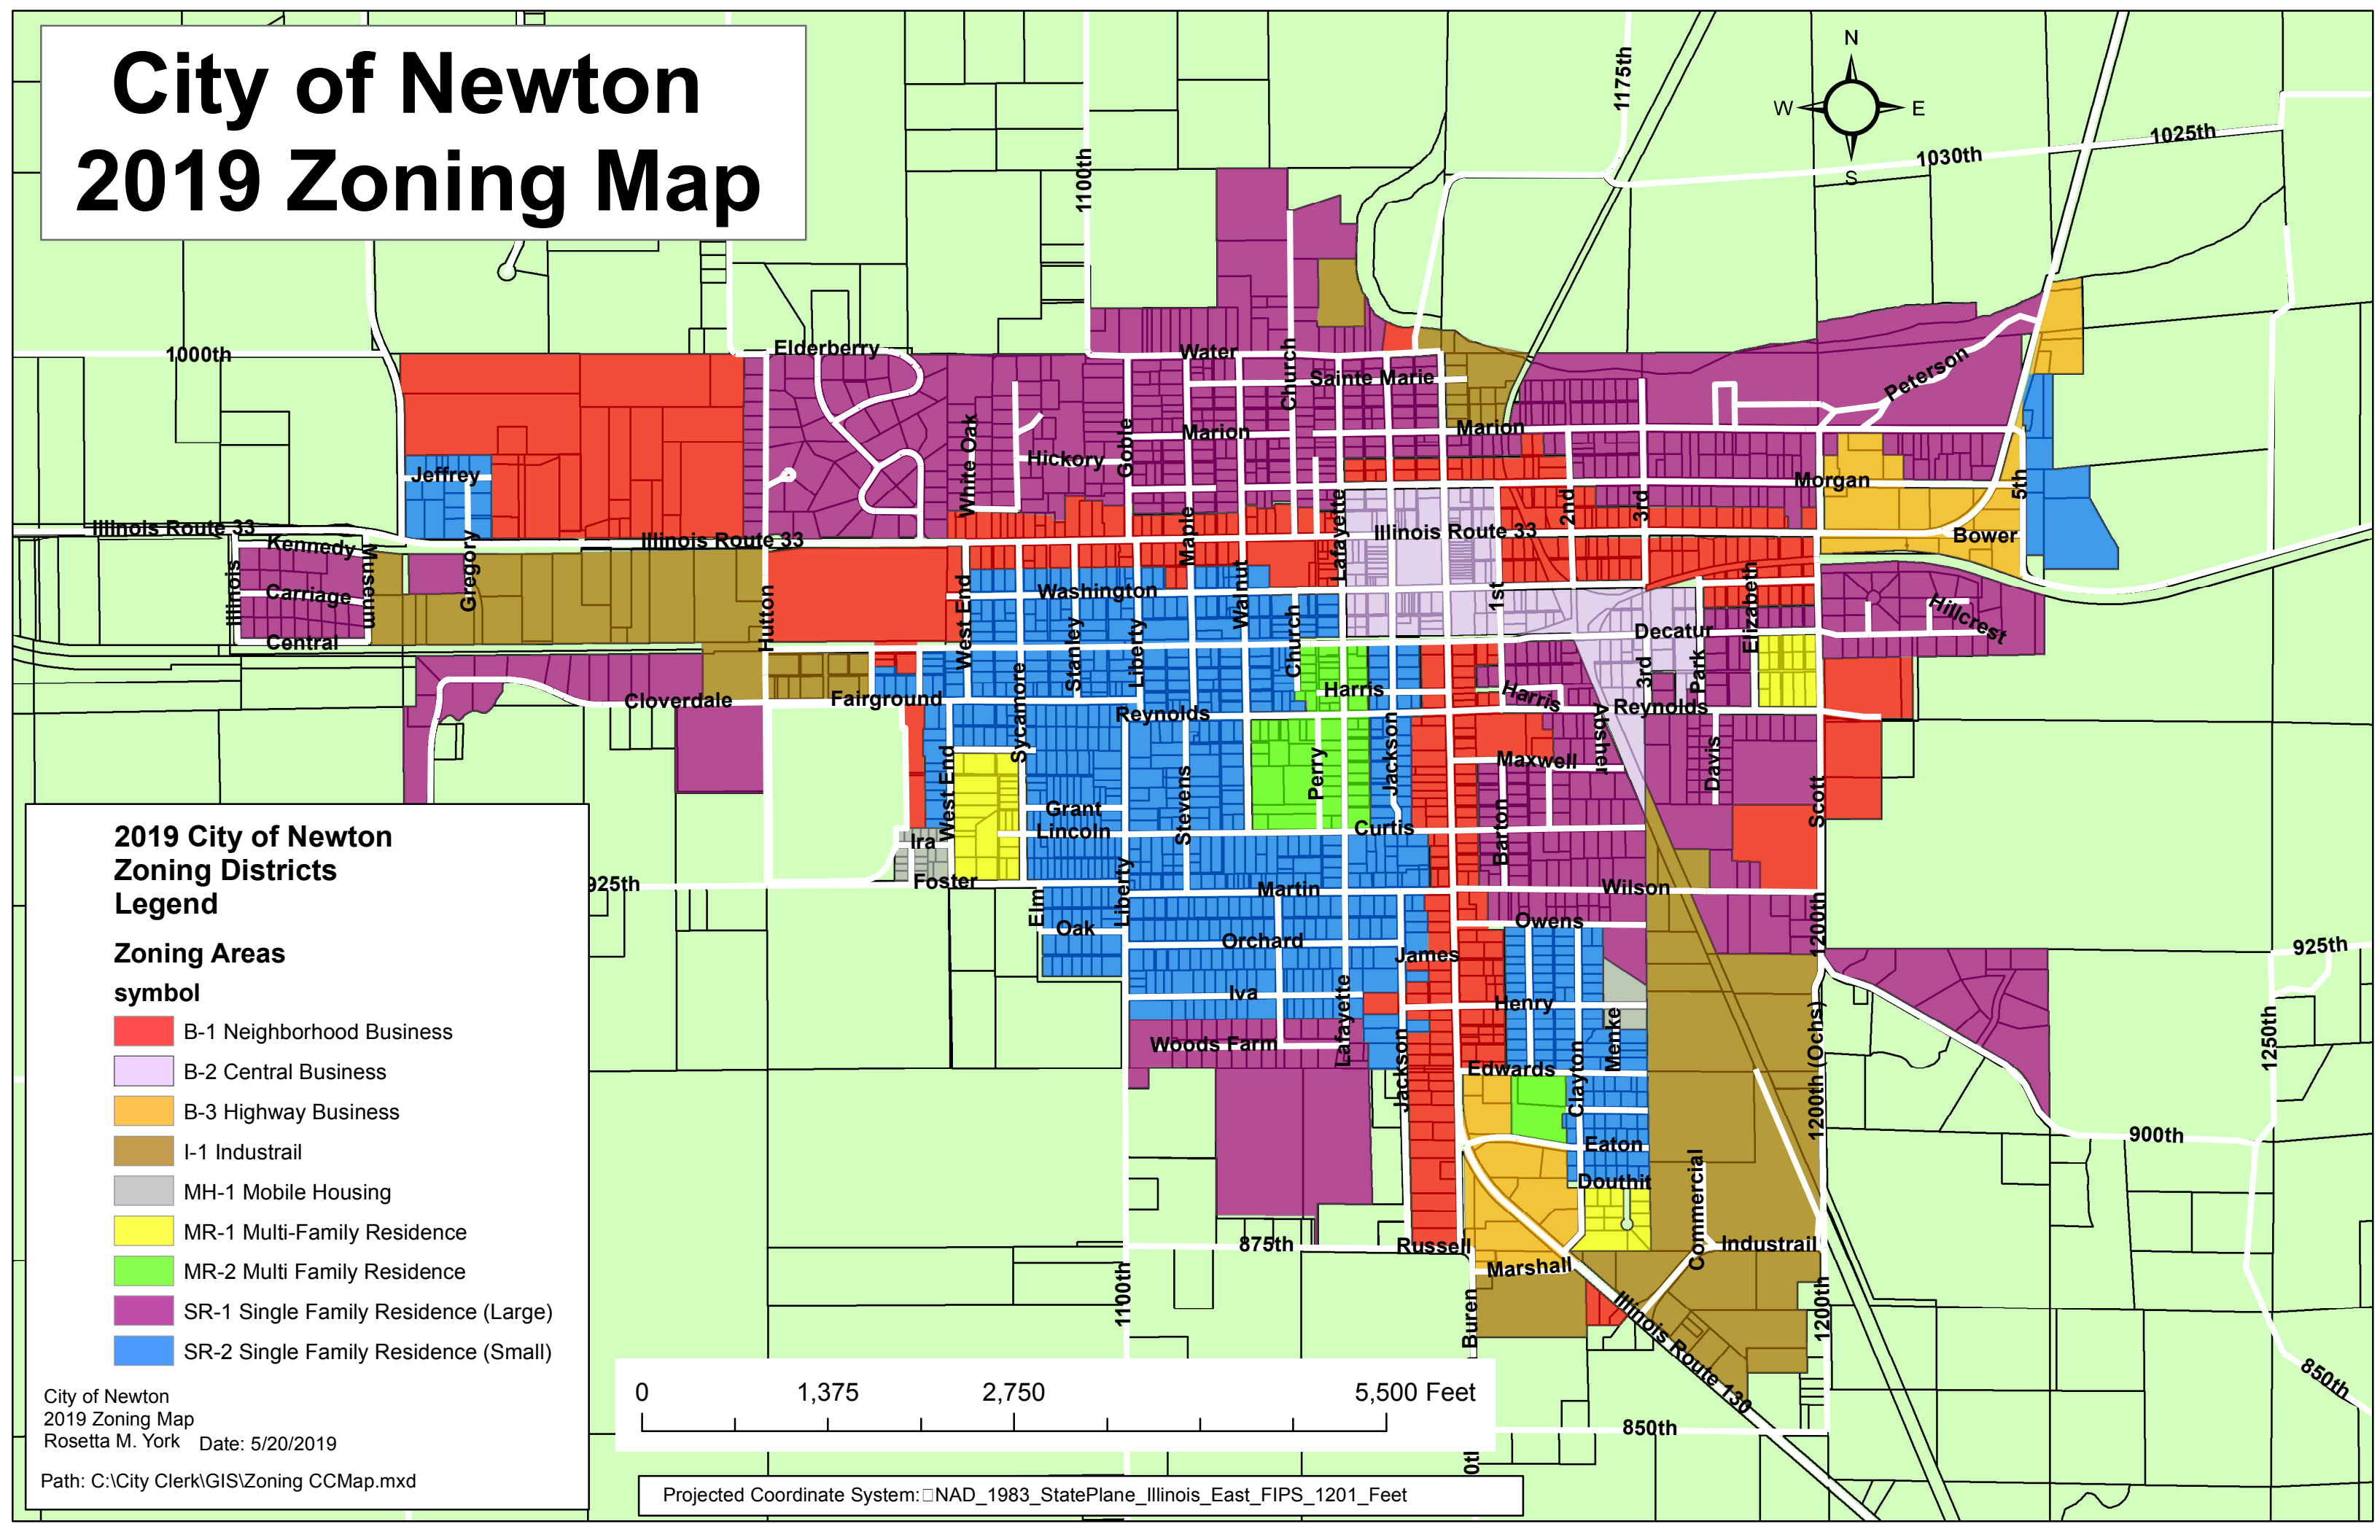 City of Newton
2019 Zoning Map
N
W
E
S
1175th
1025th
1030th
1100th
1000th
Elderberry
Water
Church
Sainte Marie
Peterson
Marion
Marion
White Oak
Hickory
Goble
Jeffrey
Morgan
5th
Lafayette
2nd
3rd
Illinois Route 33
Illinois Route 33
Illinois Route 33
Bower
Kennedy
Museum
Gregory
Maple
Illinois
Carriage
Central
Hutton
West End
Washington
Walnut
Church
1st
Elizabeth
Hillcrest
Decatur
Stanley
Liberty
Sycamore
Cloverdale
Fairground
Reynolds
Harris
Harris
3rd
Park
Reynolds
Absher
Jackson
Perry
Maxwell
Davis
Scott
West End
Stevens
Grant
Lincoln
Curtis
Barton
Ira
Foster
925th
Elm
Liberty
Martin
Wilson
Oak
Orchard
Owens
James
1200th
925th
Iva
Lafayette
Henry
Menke
Woods Farm
Jackson
Edwards
Clayton
1200th (Ochs)
1250th
900th
Eaton
Douthit
Commercial
875th
Russell
Industrail
Marshall
1100th
Buren
1200th
Illinois Route 130
850th
850th
0th
2019 City of Newton
Zoning Districts
Legend
Zoning Areas
symbol
B-1 Neighborhood Business
B-2 Central Business
B-3 Highway Business
I-1 Industrail
MH-1 Mobile Housing
MR-1 Multi-Family Residence
MR-2 Multi Family Residence
SR-1 Single Family Residence (Large)
SR-2 Single Family Residence (Small)
City of Newton
2019 Zoning Map
Rosetta M. York Date: 5/20/2019
Path: C:\City Clerk\GIS\Zoning CCMap.mxd
0 1,375 2,750 5,500 Feet
Projected Coordinate System:□NAD_1983_StatePlane_Illinois_East_FIPS_1201_Feet